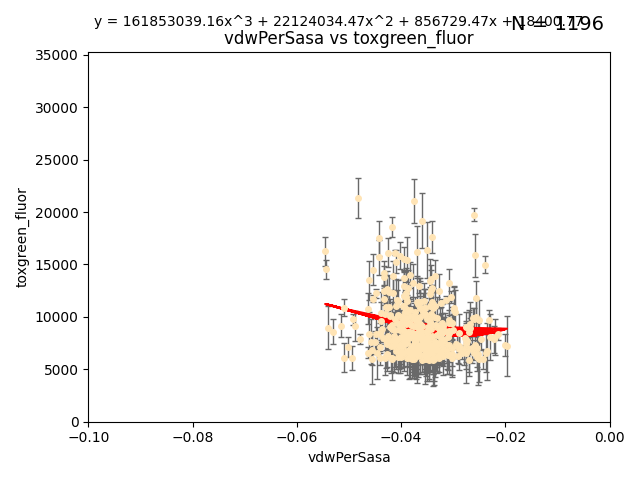 y = 161853039.16x^3 + 22124034.47x^2 + 856729.47x + 18400.77
N = 1196
vdwPerSasa vs toxgreen_fluor
35000
30000
25000
20000
15000
10000
5000
0
toxgreen_fluor
−0.10 −0.08 −0.06 −0.04 −0.02 0.00
vdwPerSasa